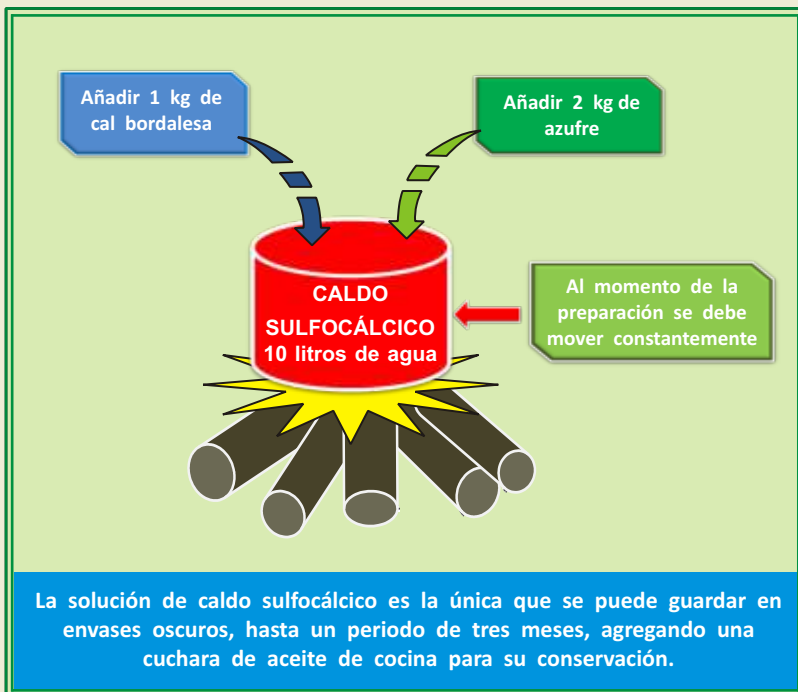 Añadir 1 kg de
cal bordalesa
Añadir 2 kg de
azufre
CALDO
SULFOCÁLCICO
10 litros de agua
Al momento de la
preparación se debe
mover constantemente
La solución de caldo sulfocálcico es la única que se puede guardar en
envases oscuros, hasta un periodo de tres meses, agregando una
cuchara de aceite de cocina para su conservación.